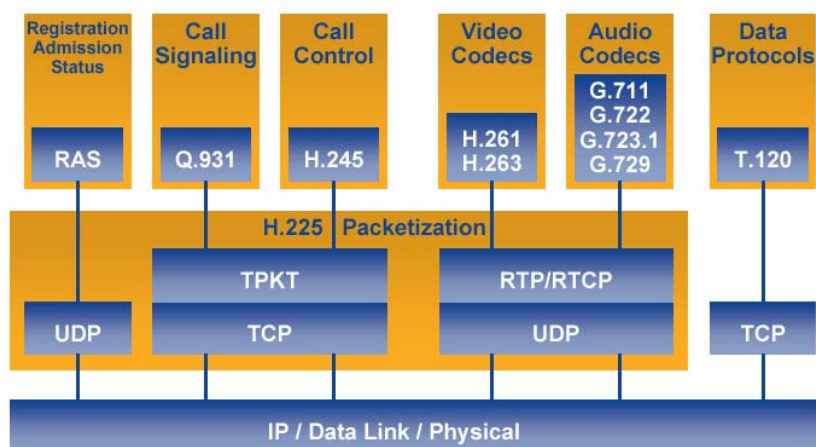 Registration
Admission
Status
Call
Signaling
Call
Control
Video
Codecs
Audio
Codecs
Data
Protocols
RAS
Q.931
H.245
H.261
H.263
G.711
G.722
G.723.1
G.729
T.120
H.225 Packetization
TPKT
RTP/RTCP
UDP
TCP
UDP
TCP
IP / Data Link / Physical